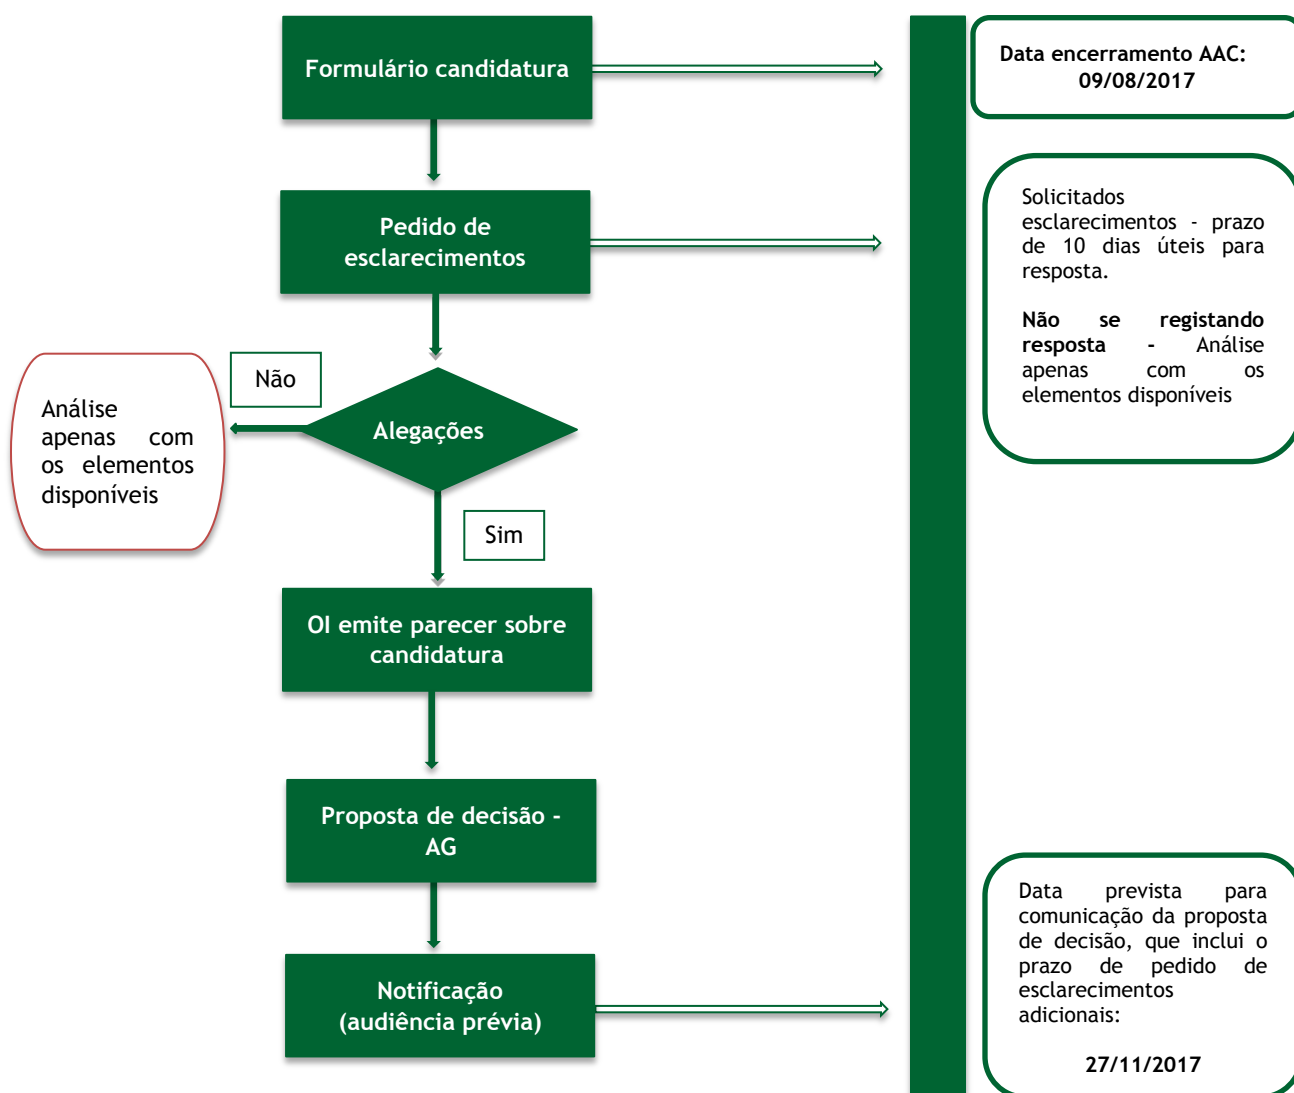 Formulário candidatura
Data encerramento AAC:
09/08/2017
Pedido de
esclarecimentos
Solicitados
esclarecimentos - prazo
de 10 dias úteis para
resposta.
Não se registando
resposta - Análise
apenas com os
elementos disponíveis
Não
Análise
apenas com
os elementos
disponíveis
Alegações
Sim
OI emite parecer sobre
candidatura
Proposta de decisão -
AG
Notificação
(audiência prévia)
Data prevista para
comunicação da proposta
de decisão, que inclui o
prazo de pedido de
esclarecimentos
adicionais:
27/11/2017